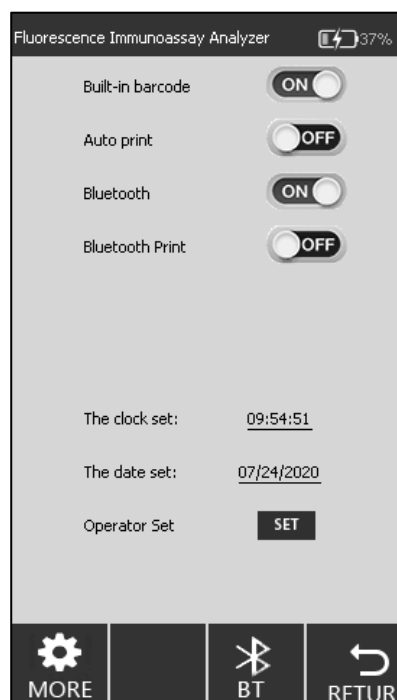 Fluorescence Immunoassay Analyzer 37%
Built-in barcode ON
Auto print OFF
Bluetooth ON
Bluetooth Print OFF
The clock set: 09:54:51
The date set: 07/24/2020
Operator Set SET
MORE BT RETUR